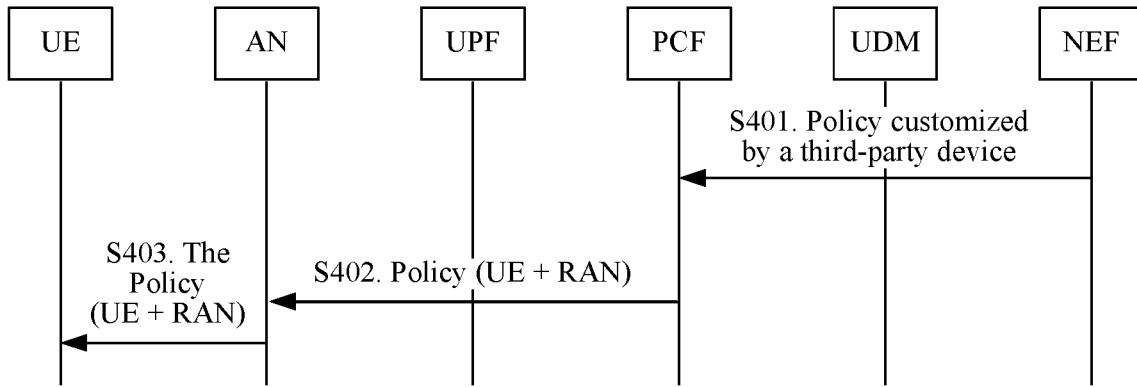 UE
AN
UPF
PCF
UDM
NEF
S401. Policy customized
by a third-party device
S403. The
Policy
(UE + RAN)
S402. Policy (UE + RAN)